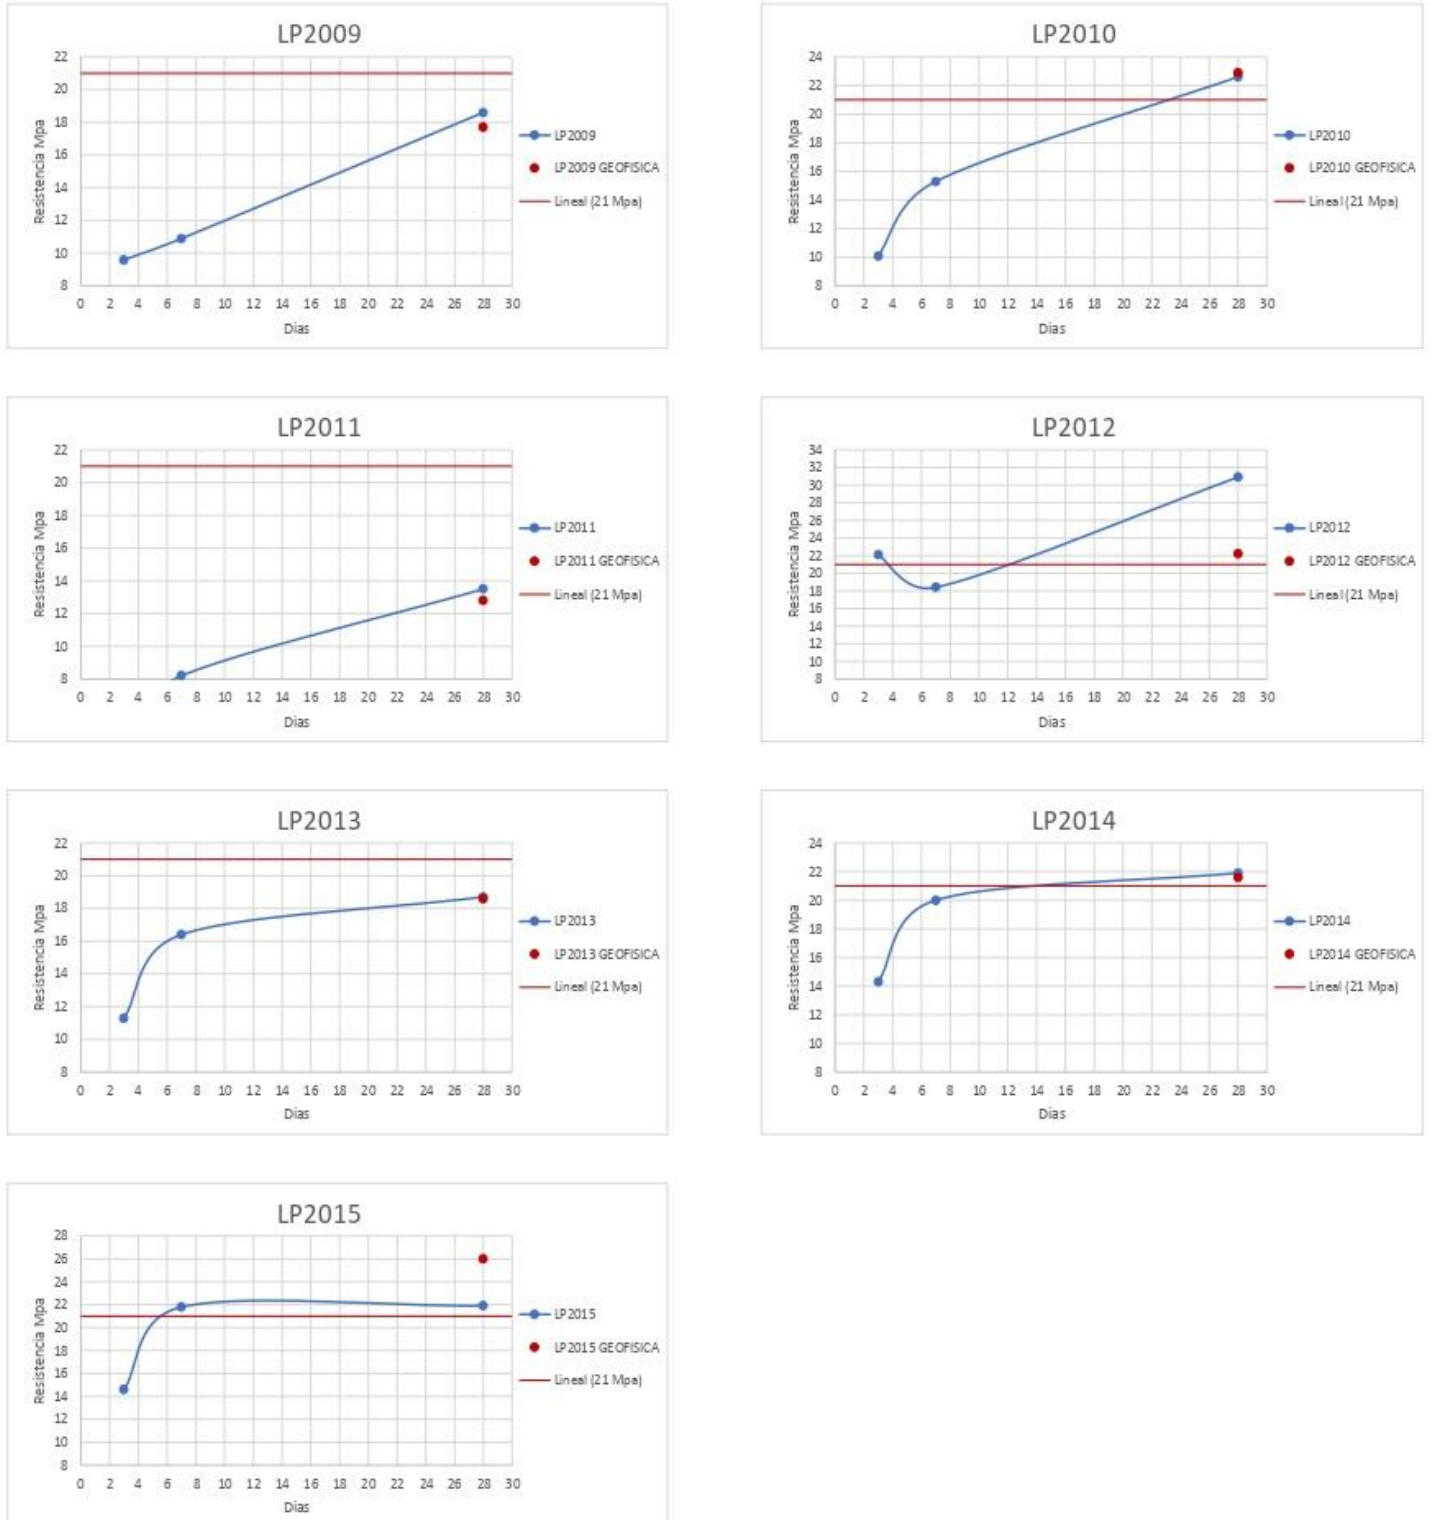 LP2009
22
20
18
16
14
12
10
8
Resistencia Mpa
0 2 4 6 8 10 12 14 16 18 20 22 24 26 28 30
Dias
LP2009
LP2009 GEOFISICA
Lineal (21 Mpa)
LP2010
24
22
20
18
16
14
12
10
8
Resistencia Mpa
0 2 4 6 8 10 12 14 16 18 20 22 24 26 28 30
Dias
LP2010
LP2010 GEOFISICA
Lineal (21 Mpa)
LP2011
22
20
18
16
14
12
10
8
Resistencia Mpa
0 2 4 6 8 10 12 14 16 18 20 22 24 26 28 30
Dias
LP2011
LP2011 GEOFISICA
Lineal (21 Mpa)
LP2012
34
32
30
28
26
24
22
20
18
16
14
12
10
8
Resistencia Mpa
0 2 4 6 8 10 12 14 16 18 20 22 24 26 28 30
Dias
LP2012
LP2012 GEOFISICA
Lineal (21 Mpa)
LP2013
22
20
18
16
14
12
10
8
Resistencia Mpa
0 2 4 6 8 10 12 14 16 18 20 22 24 26 28 30
Dias
LP2013
LP2013 GEOFISICA
Lineal (21 Mpa)
LP2014
24
22
20
18
16
14
12
10
8
Resistencia Mpa
0 2 4 6 8 10 12 14 16 18 20 22 24 26 28 30
Dias
LP2014
LP2014 GEOFISICA
Lineal (21 Mpa)
LP2015
28
26
24
22
20
18
16
14
12
10
8
Resistencia Mpa
0 2 4 6 8 10 12 14 16 18 20 22 24 26 28 30
Dias
LP2015
LP2015 GEOFISICA
Lineal (21 Mpa)